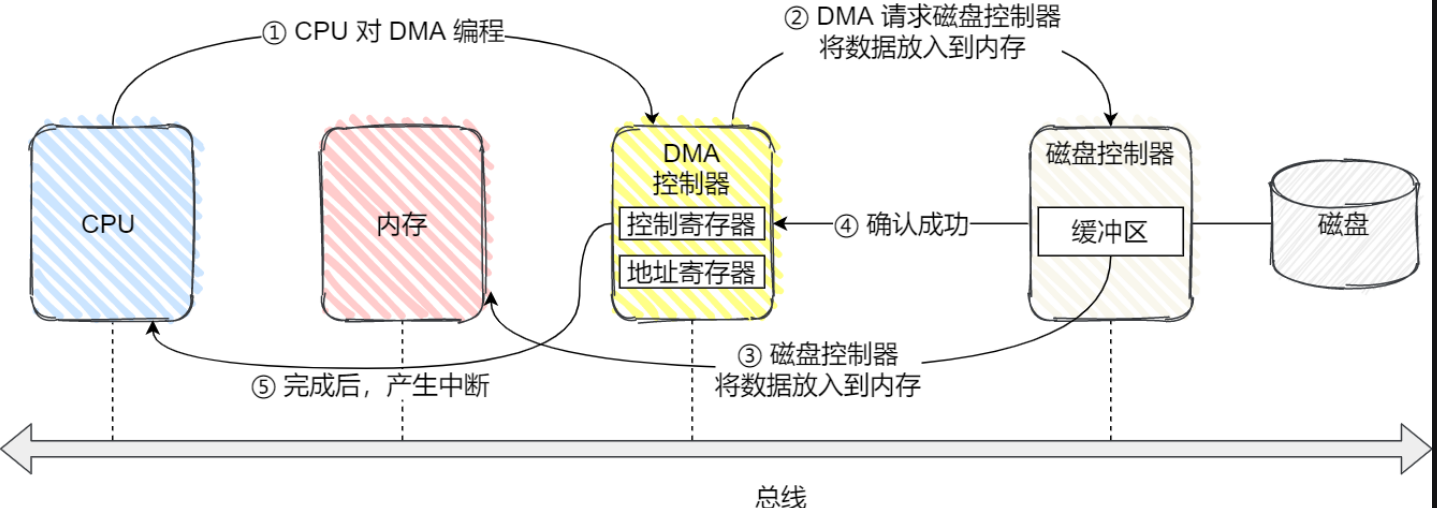 ① CPU 对 DMA 编程
② DMA 请求磁盘控制器
将数据放入到内存
CPU
内存
DMA
控制器
控制寄存器
地址寄存器
④ 确认成功
磁盘控制器
缓冲区
磁盘
③ 磁盘控制器
将数据放入到内存
⑤ 完成后，产生中断
总线